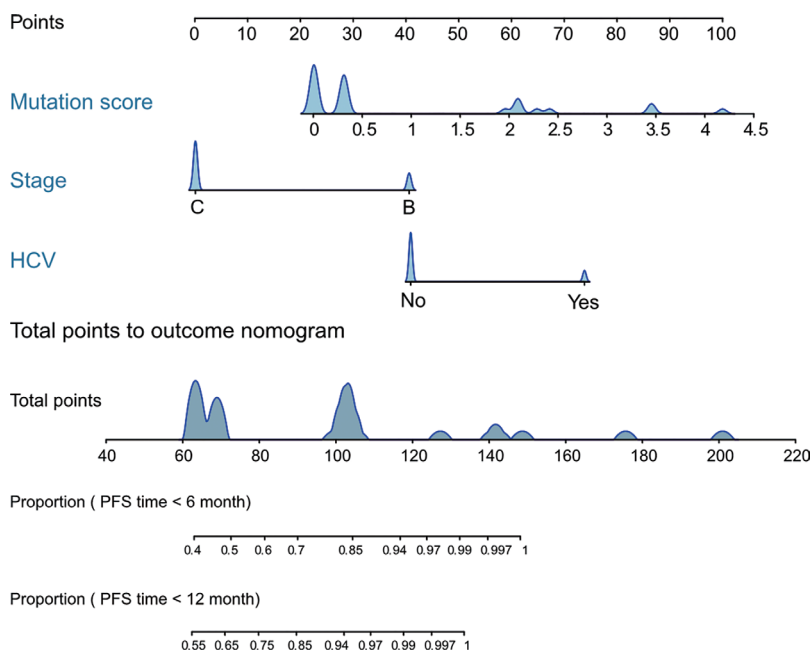 Points
0 10 20 30 40 50 60 70 80 90 100
Mutation score
0 0.5 1 1.5 2 2.5 3 3.5 4 4.5
Stage
C B
HCV
No Yes
Total points to outcome nomogram
Total points
40 60 80 100 120 140 160 180 200 220
Proportion ( PFS time < 6 month)
0.4 0.5 0.6 0.7 0.85 0.94 0.97 0.99 0.997 1
Proportion ( PFS time < 12 month)
0.55 0.65 0.75 0.85 0.94 0.97 0.99 0.997 1